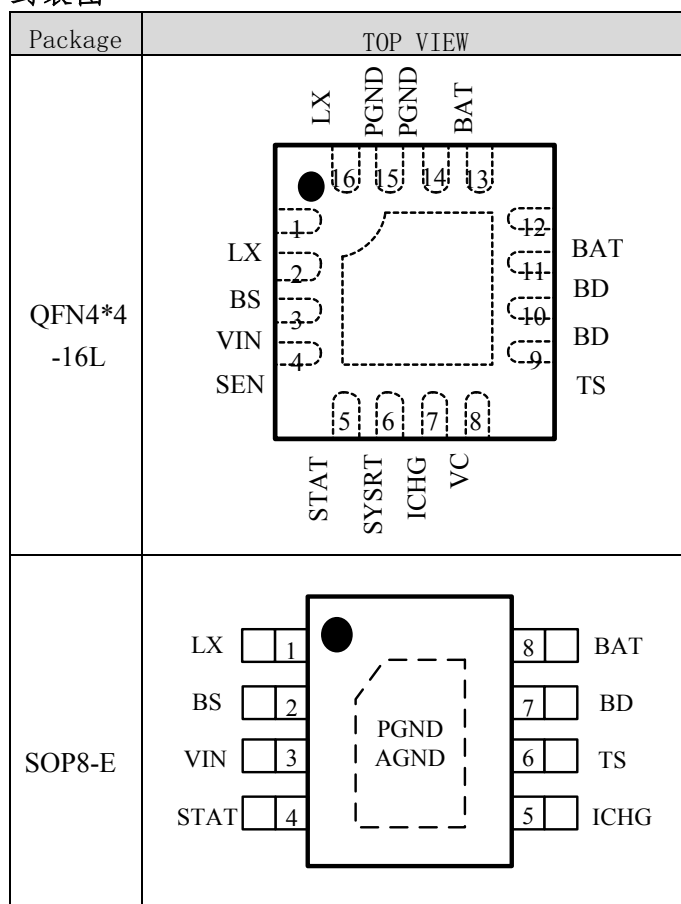 Package
TOP VIEW
QFN4*4
-16L
LX
PGND
PGND
BAT
16
15
14
13
1
2
3
4
LX
BS
VIN
SEN
12
11
10
9
BAT
BD
BD
TS
5
6
7
8
STAT
SYSRT
ICHG
VC
SOP8-E
LX 1
BS 2
VIN 3
STAT 4
PGND
AGND
8 BAT
7 BD
6 TS
5 ICHG